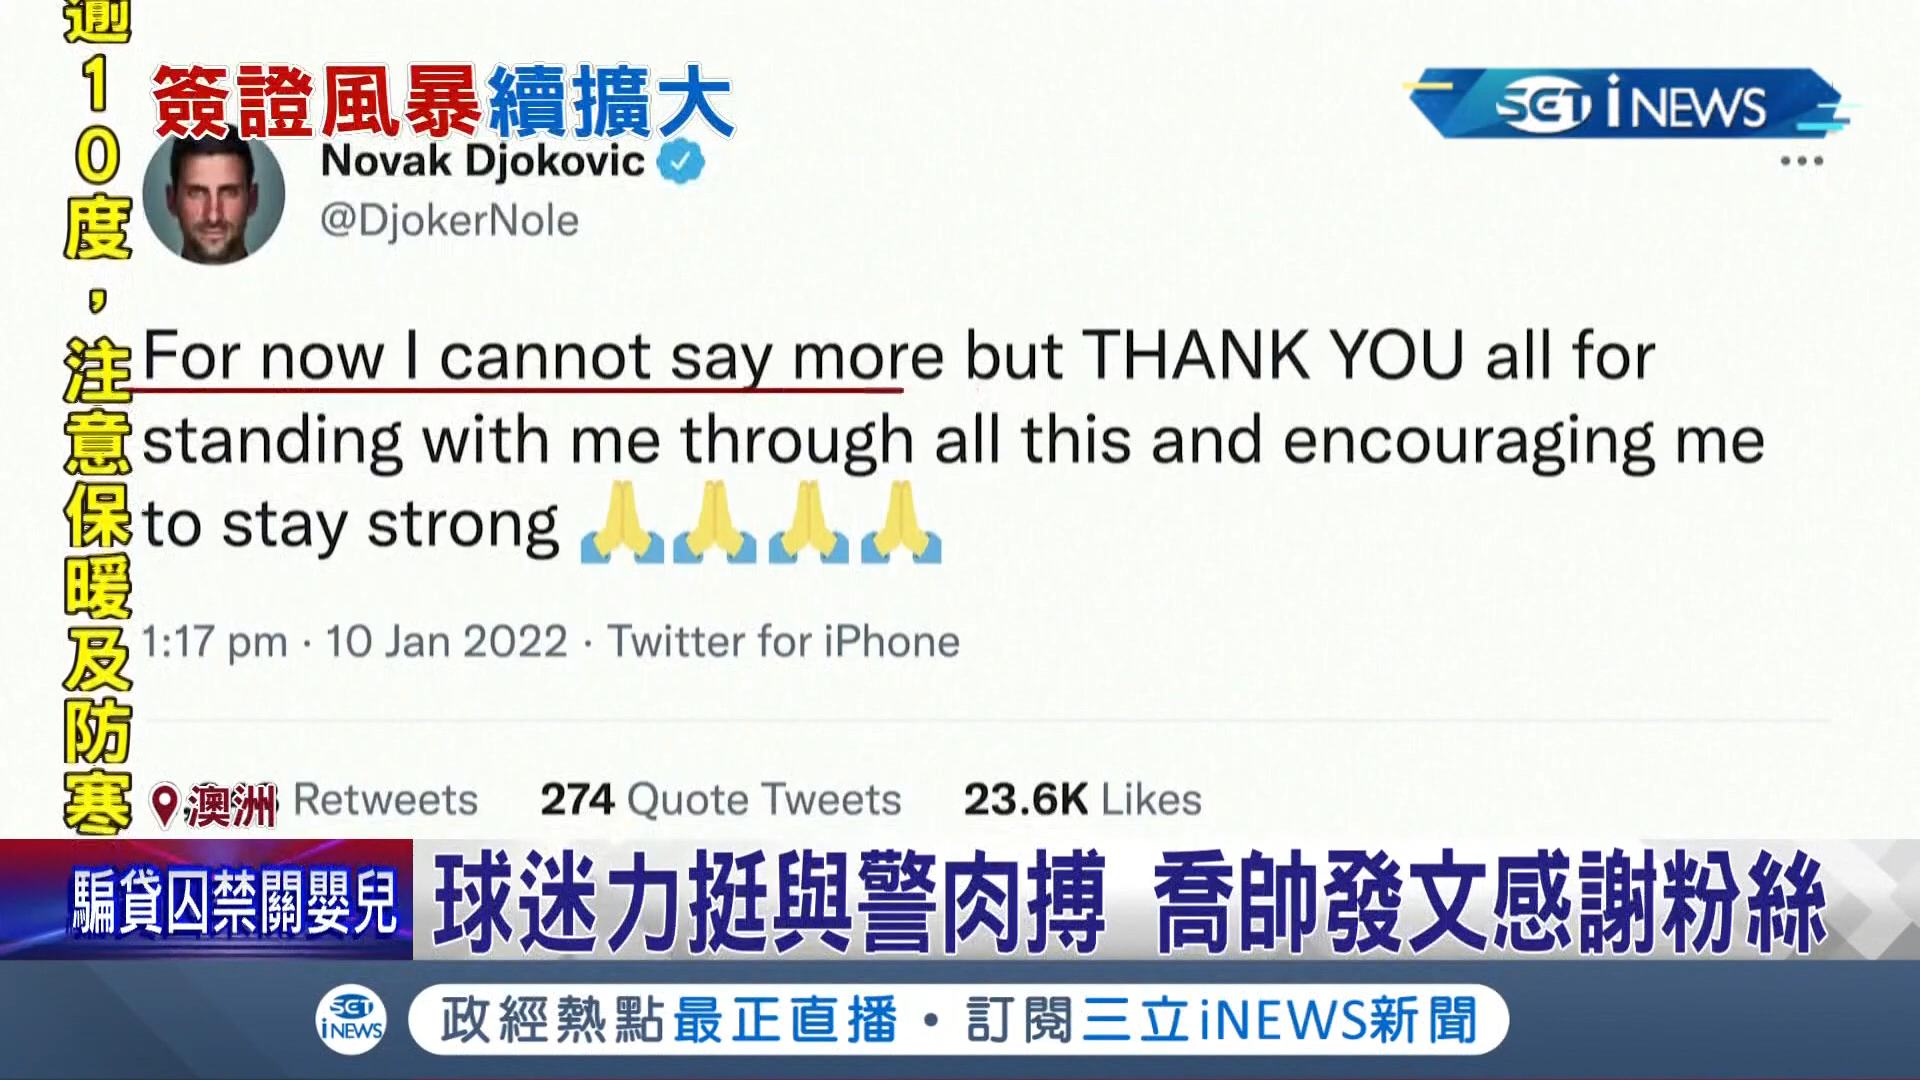 逾10度，注意保暖及防寒
簽證風暴續擴大
SET iNEWS
Novak Djokovic
@DjokerNole
For now I cannot say more but THANK YOU all for
standing with me through all this and encouraging me
to stay strong 🙏🙏🙏🙏
1:17 pm · 10 Jan 2022 · Twitter for iPhone
澳洲 Retweets 274 Quote Tweets 23.6K Likes
騙貸囚禁關嬰兒
球迷力挺與警肉搏 喬帥發文感謝粉絲
SET iNEWS
政經熱點最正直播・訂閱三立iNEWS新聞